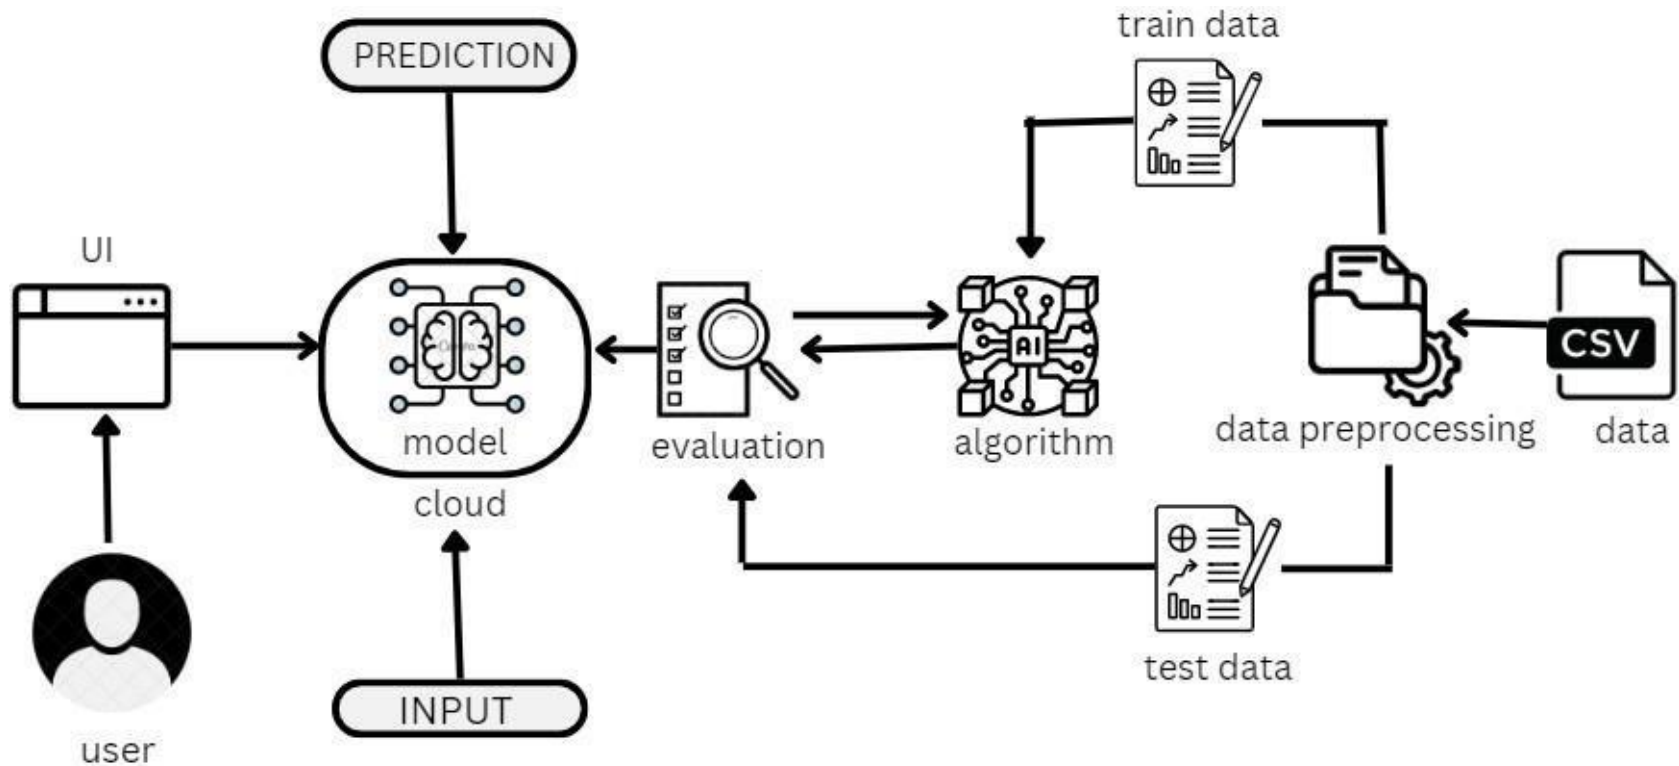 train data
PREDICTION
UI
AI
CSV
model
evaluation
algorithm
data preprocessing
data
cloud
test data
INPUT
user